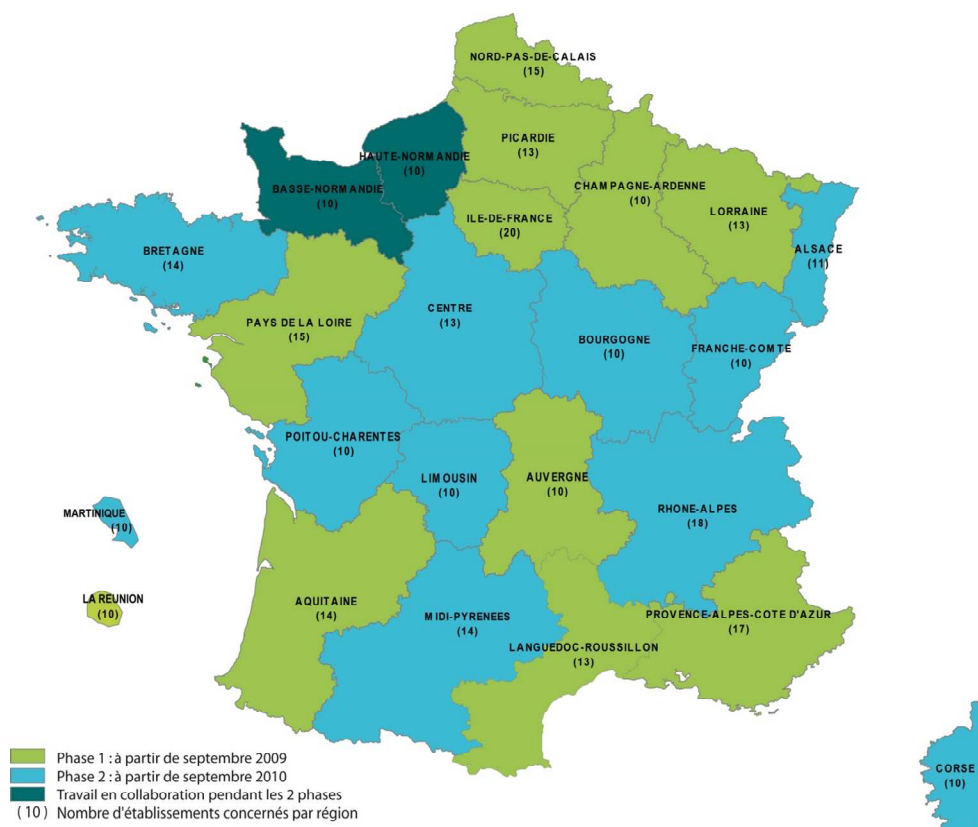 NORD-PAS-DE-CALAIS
(15)
PICARDIE
(13)
HAUTE-NORMANDIE
(10)
BASSE-NORMANDIE
(10)
CHAMPAGNE-ARDENNE
(10)
LORRAINE
(13)
ILE-DE-FRANCE
(20)
ALSACE
(11)
BRETAGNE
(14)
CENTRE
(13)
PAYS DE LA LOIRE
(15)
BOURGOGNE
(10)
FRANCHE-COMTE
(10)
POITOU-CHARENTES
(10)
LIMOUSIN
(10)
AUVERGNE
(10)
RHONE-ALPES
(18)
MARTINIQUE
(10)
LA REUNION
(10)
AQUITAINE
(14)
MIDI-PYRENEES
(14)
PROVENCE-ALPES-COTE D'AZUR
(17)
LANGUEDOC-ROUSSILLON
(13)
CORSE
(10)
Phase 1 : à partir de septembre 2009
Phase 2 : à partir de septembre 2010
Travail en collaboration pendant les 2 phases
(10) Nombre d'établissements concernés par région